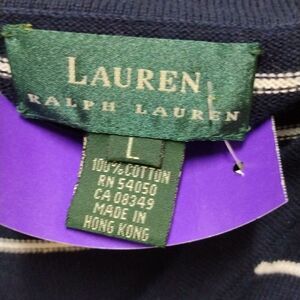 LAUREN
RALPH LAUREN
L
100% COTTON
RN 54050
CA 08349
MADE IN
HONG KONG